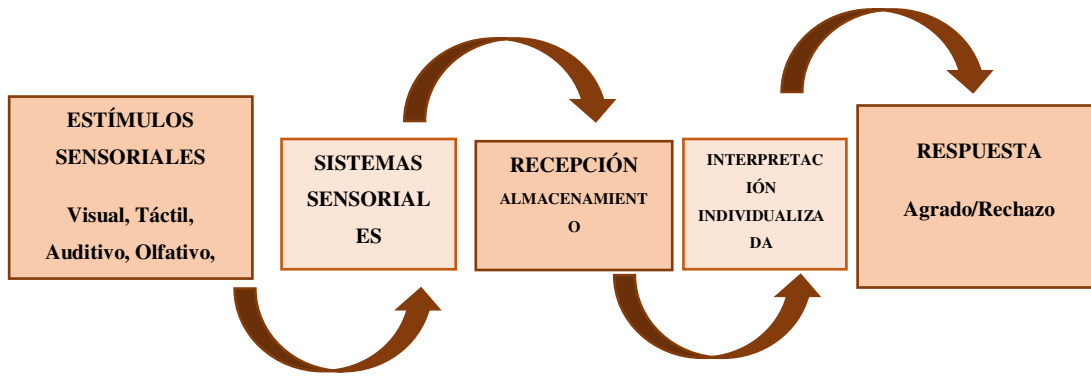 ESTÍMULOS
SENSORIALES
Visual, Táctil,
Auditivo, Olfativo,
SISTEMAS
SENSORIAL
ES
RECEPCIÓN
ALMACENAMIENT
O
INTERPRETAC
IÓN
INDIVIDUALIZA
DA
RESPUESTA
Agrado/Rechazo